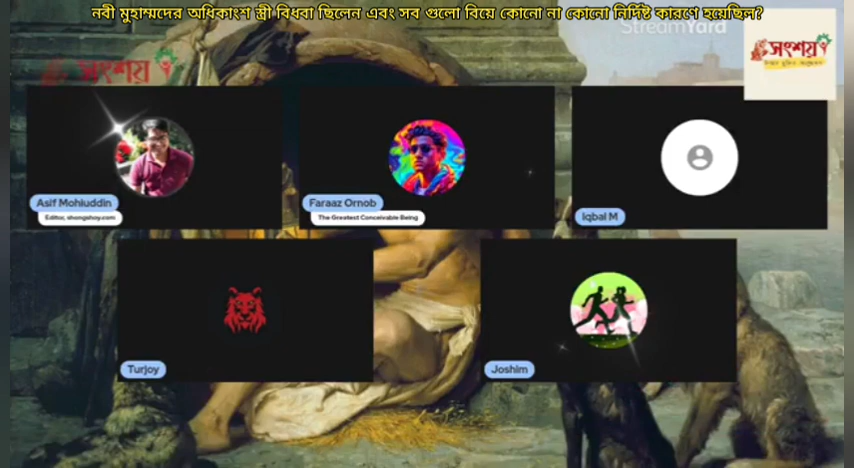 নবী মুহাম্মদের অধিকাংশ স্ত্রী বিধবা ছিলেন এবং সব গুলো বিয়ে কোনো না কোনো নির্দিষ্ট কারণে হয়েছিল?
StreamYard
সংশয়
সংশয়
Asif Mohiuddin
Editor, shongshoy.com
Faraaz Ornob
The Greatest Conceivable Being
Iqbal M
Turjoy
Joshim